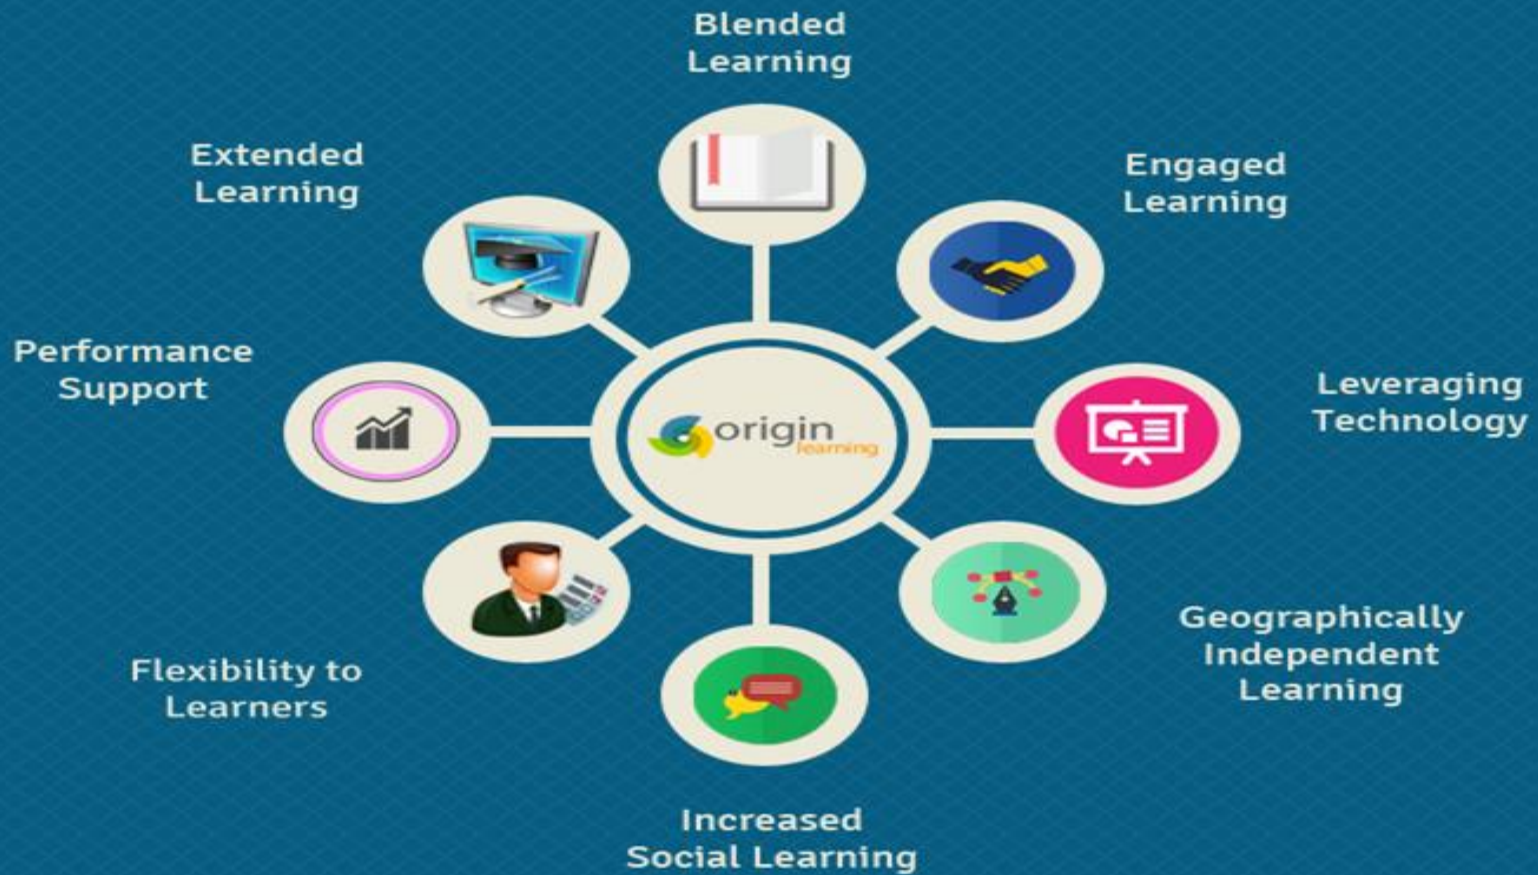 Blended
Learning
Engaged
Learning
Leveraging
Technology
Geographically
Independent
Learning
Increased
Social Learning
Flexibility to
Learners
Performance
Support
Extended
Learning
origin
learning